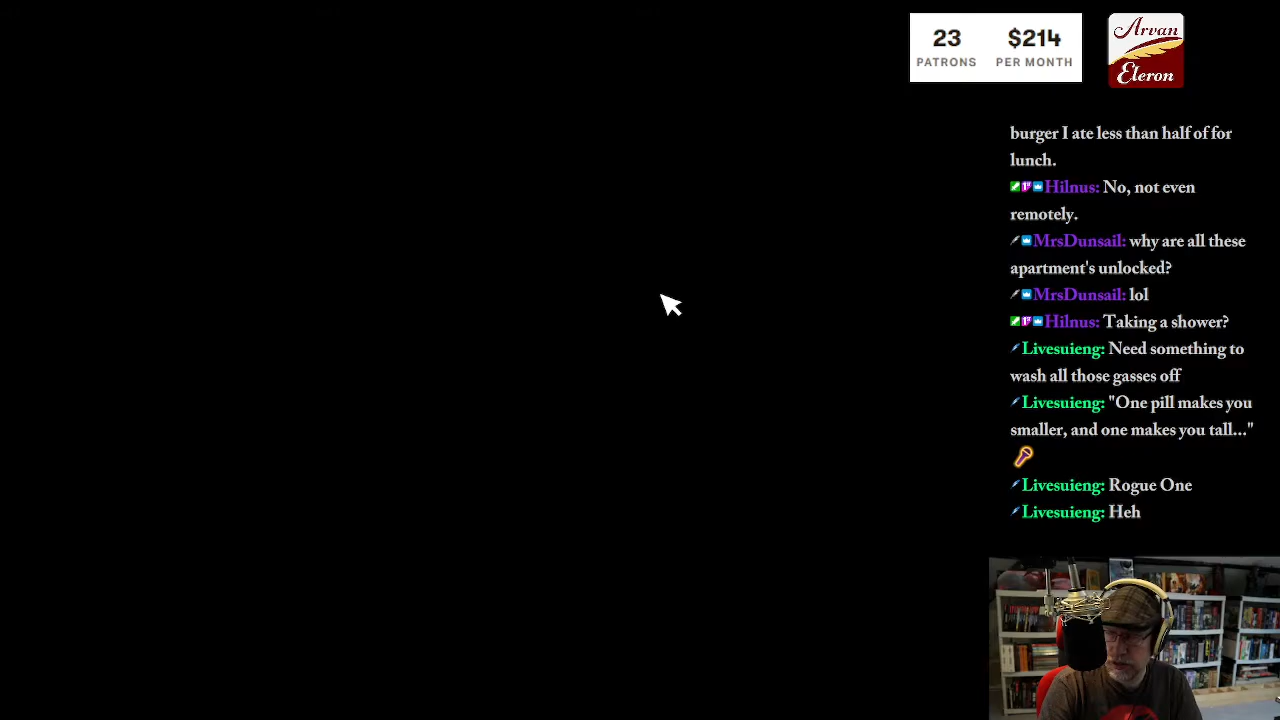 23
PATRONS
$214
PER MONTH
Arvan
Eleron
burger I ate less than half of for
lunch.
Hilnus: No, not even
remotely.
MrsDunsail: why are all these
apartment's unlocked?
MrsDunsail: lol
Hilnus: Taking a shower?
Livesuieng: Need something to
wash all those gasses off
Livesuieng: "One pill makes you
smaller, and one makes you tall..."
Livesuieng: Rogue One
Livesuieng: Heh